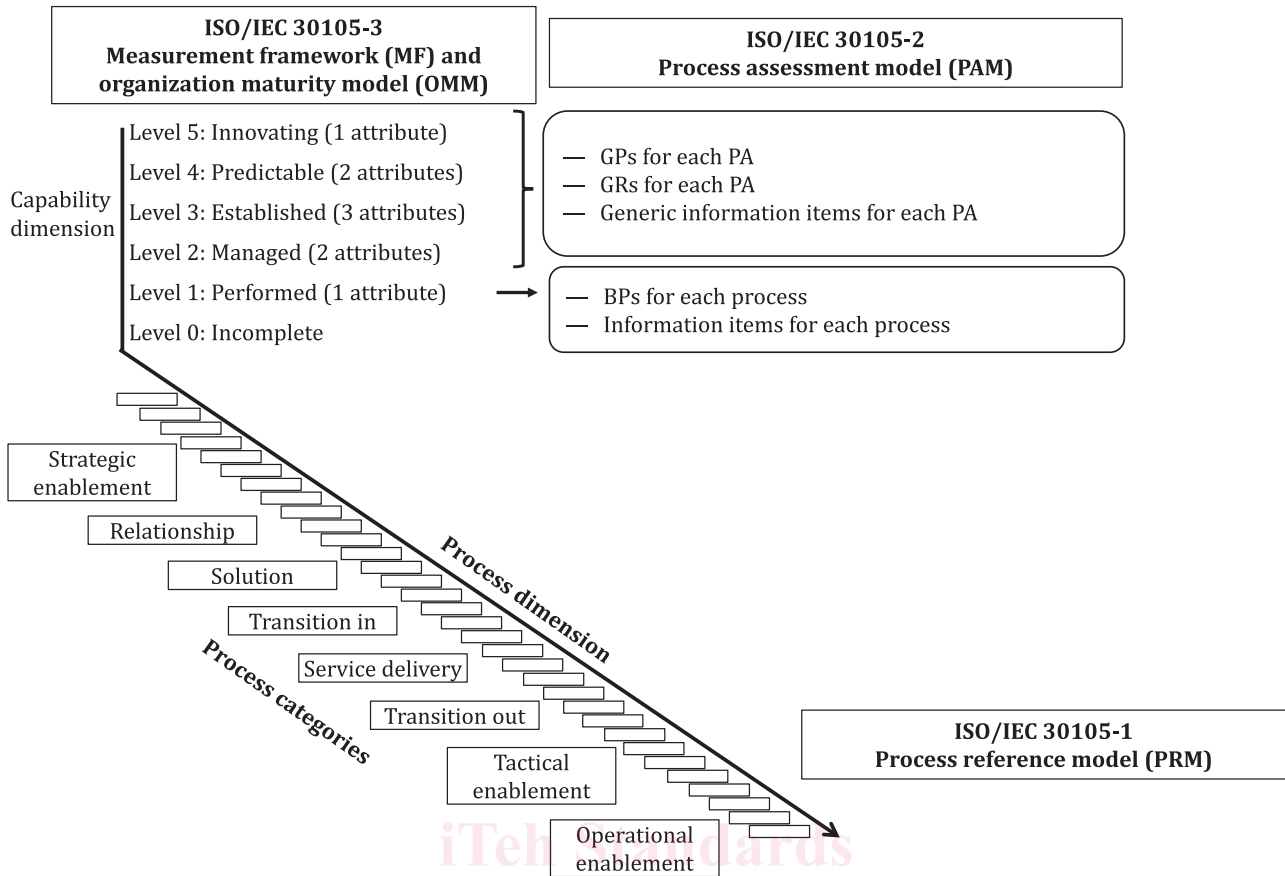 ISO/IEC 30105-3
Measurement framework (MF) and
organization maturity model (OMM)
ISO/IEC 30105-2
Process assessment model (PAM)
Capability
dimension
Level 5: Innovating (1 attribute)
Level 4: Predictable (2 attributes)
Level 3: Established (3 attributes)
Level 2: Managed (2 attributes)
Level 1: Performed (1 attribute)
Level 0: Incomplete
— GPs for each PA
— GRs for each PA
— Generic information items for each PA
— BPs for each process
— Information items for each process
Strategic
enablement
Relationship
Solution
Transition in
Service delivery
Transition out
Tactical
enablement
Operational
enablement
Process dimension
Process categories
ISO/IEC 30105-1
Process reference model (PRM)
iTeh Standards